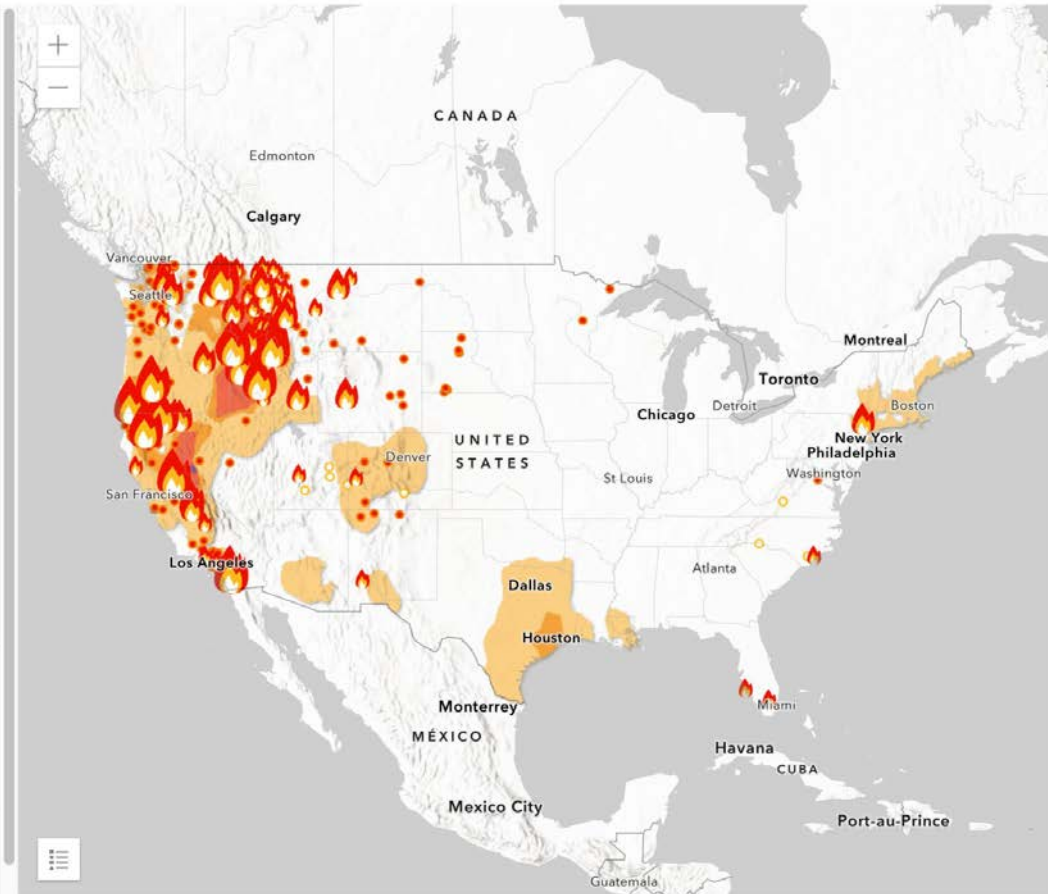 +
−
CANADA
Edmonton
Calgary
Vancouver
Seattle
Montreal
Toronto
Boston
Chicago
Detroit
New York
UNITED
STATES
Denver
Philadelphia
St Louis
Washington
San Francisco
Los Angeles
Atlanta
Dallas
Houston
Monterrey
Miami
MÉXICO
Havana
CUBA
Mexico City
Port-au-Prince
Guatemala